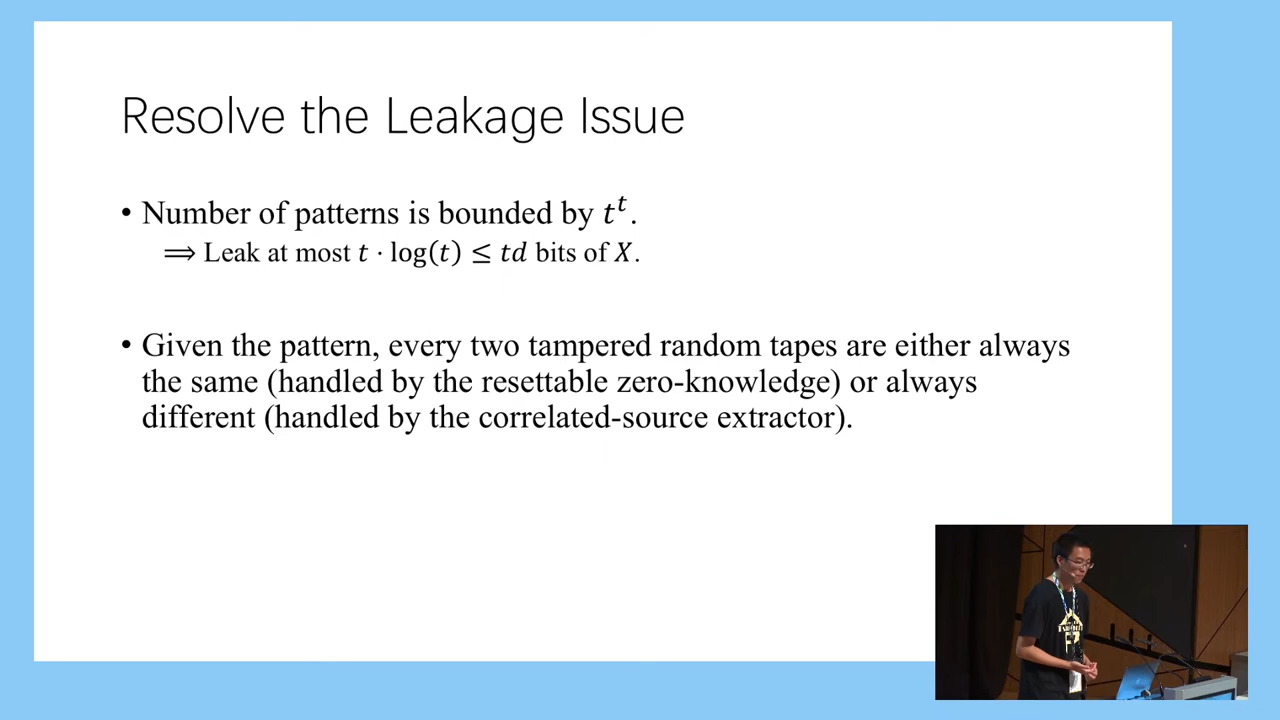 Resolve the Leakage Issue
• Number of patterns is bounded by 𝑡ᵗ.
⟹ Leak at most 𝑡 · log(𝑡) ≤ 𝑡𝑑 bits of 𝑋.
• Given the pattern, every two tampered random tapes are either always
the same (handled by the resettable zero-knowledge) or always
different (handled by the correlated-source extractor).